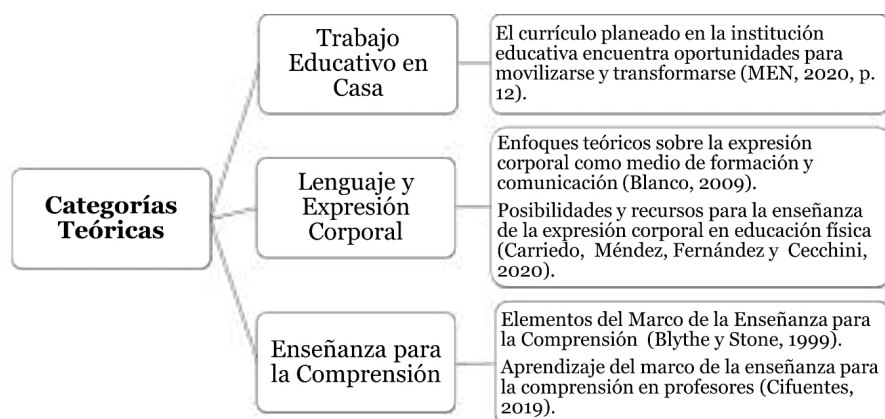 Categorías
Teóricas
Trabajo
Educativo en
Casa
El currículo planeado en la institución
educativa encuentra oportunidades para
movilizarse y transformarse (MEN, 2020, p.
12).
Lenguaje y
Expresión
Corporal
Enfoques teóricos sobre la expresión
corporal como medio de formación y
comunicación (Blanco, 2009).
Posibilidades y recursos para la enseñanza
de la expresión corporal en educación física
(Carriedo, Méndez, Fernández y Cecchini,
2020).
Enseñanza para
la Comprensión
Elementos del Marco de la Enseñanza para
la Comprensión (Blythe y Stone, 1999).
Aprendizaje del marco de la enseñanza para
la comprensión en profesores (Cifuentes,
2019).